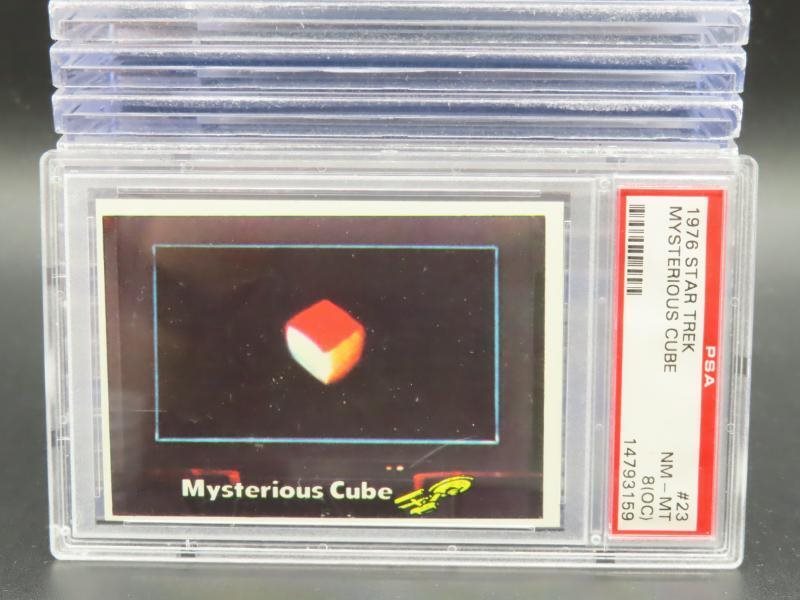 Mysterious Cube
1976 STAR TREK
MYSTERIOUS CUBE
PSA
#23
NM - MT
8(OC)
14793159